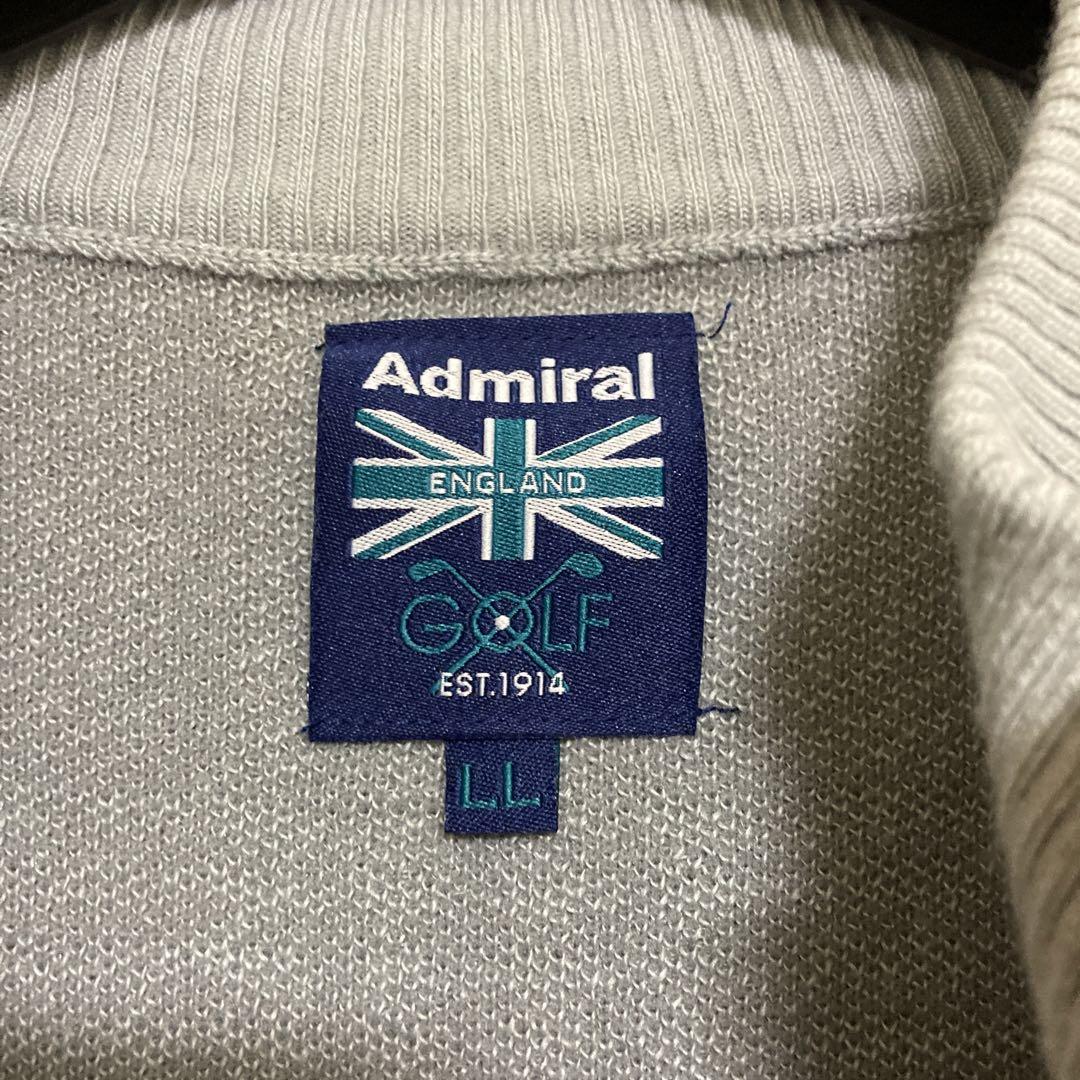 Admiral
ENGLAND
GOLF
EST.1914
LL